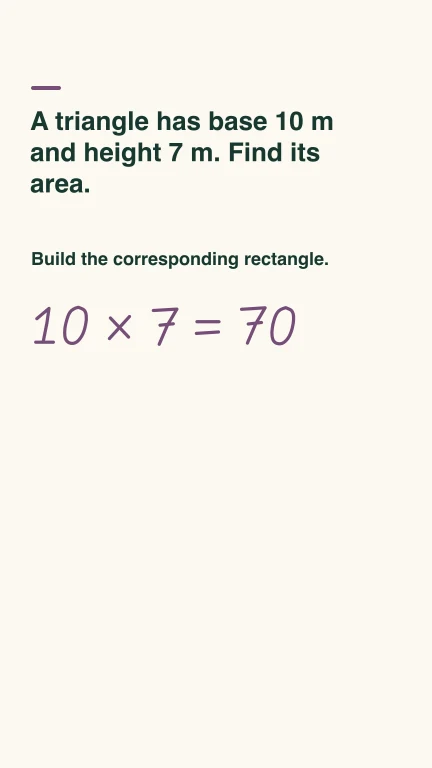 A triangle has base 10 m
and height 7 m. Find its
area.
Build the corresponding rectangle.
10 × 7 = 70